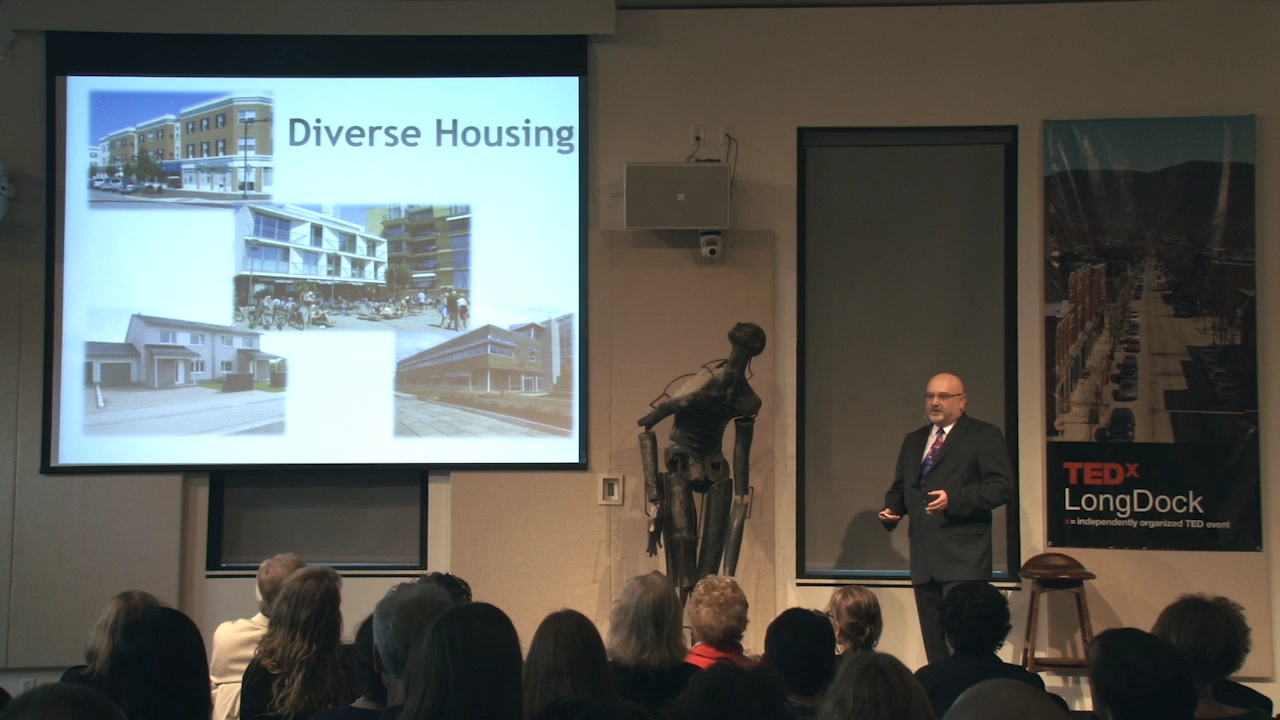 Diverse Housing
TEDx
LongDock
x = independently organized TED event